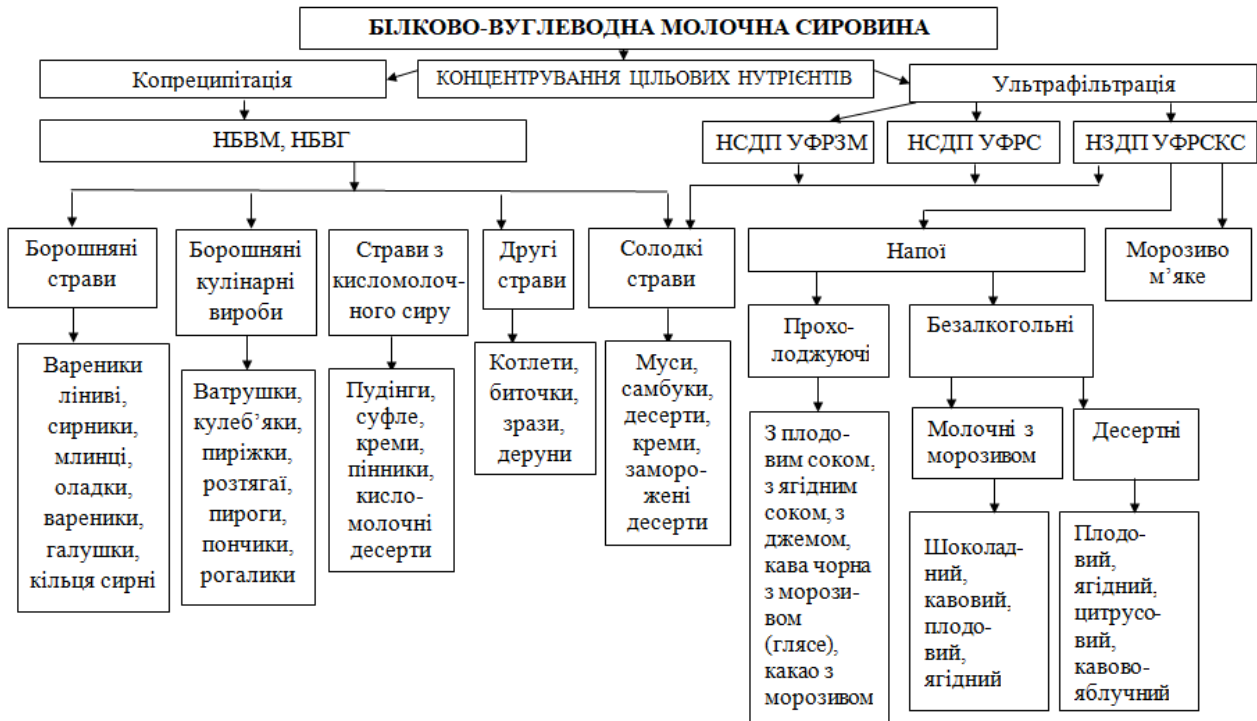 БІЛКОВО-ВУГЛЕВОДНА МОЛОЧНА СИРОВИНА
Копреципітація
КОНЦЕНТРУВАННЯ ЦІЛЬОВИХ НУТРІЄНТІВ
Ультрафільтрація
НБВМ, НБВГ
НСДП УФРЗМ
НСДП УФРС
НЗДП УФРСКС
Борошняні
страви
Борошняні
кулінарні
вироби
Страви з
кисломолоч-
ного сиру
Другі
страви
Солодкі
страви
Напої
Морозиво
м’яке
Прохо-
лоджуючі
Безалкогольні
Вареники
ліниві,
сирники,
млинці,
оладки,
вареники,
галушки,
кільця сирні
Ватрушки,
кулеб’яки,
пиріжки,
розтягаї,
пироги,
пончики,
рогалики
Пудінги,
суфле,
креми,
пінники,
кисло-
молочні
десерти
Котлети,
биточки,
зрази,
деруни
Муси,
самбуки,
десерти,
креми,
заморо-
жені
десерти
З плодо-
вим соком,
з ягідним
соком, з
джемом,
кава чорна
з морози-
вом
(глясе),
какао з
морозивом
Молочні з
морозивом
Десертні
Шоколад-
ний,
кавовий,
плодо-
вий,
ягідний
Плодо-
вий,
ягідний,
цитрусо-
вий,
кавово-
яблучний